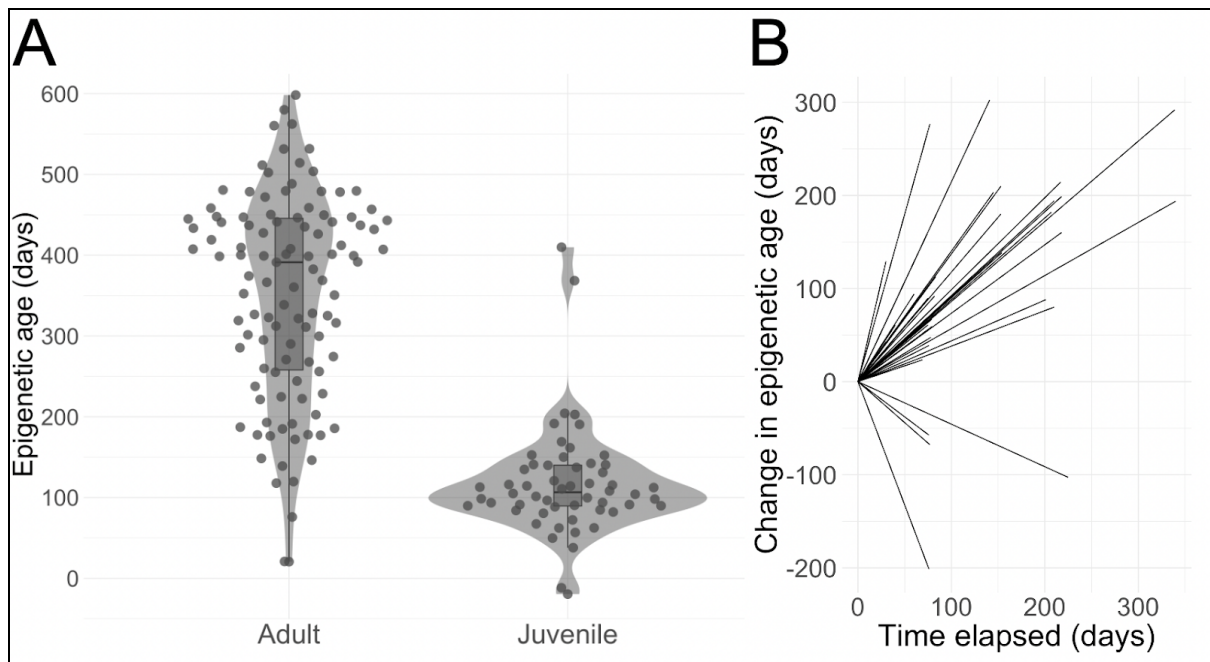 A
Epigenetic age (days)
600
500
400
300
200
100
0
Adult
Juvenile
B
Change in epigenetic age (days)
300
200
100
0
-100
-200
0
100
200
300
Time elapsed (days)